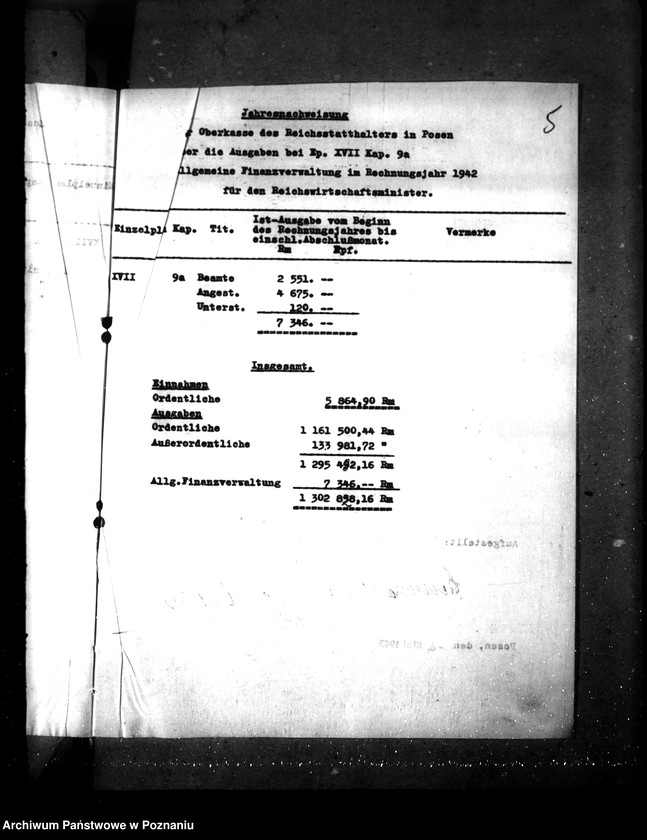 5
Jahresnachweisung
r Oberkasse des Reichsstatthalters in Posen
er die Ausgaben bei Ep. XVII Kap. 9a
llgemeine Finanzverwaltung im Rechnungsjahr 1942
für den Reichswirtschaftsminister.
Einzelpl. Kap. Tit. Ist-Ausgabe vom Beginn des Rechnungsjahres bis einschl.Abschlußmonat. Rm Rpf. Vermerke
XVII 9a Beamte 2 551. --
Angest. 4 675. --
Unterst. 120. --
7 346. --
Insgesamt.
Einnahmen
Ordentliche 5 864,90 Rm
Ausgaben
Ordentliche 1 161 500,44 Rm
Außerordentliche 133 981,72 "
1 295 482,16 Rm
Allg.Finanzverwaltung 7 346.-- Rm
1 302 828,16 Rm
Aufgestellt:
Posen, den Mai 1943
Archiwum Państwowe w Poznaniu